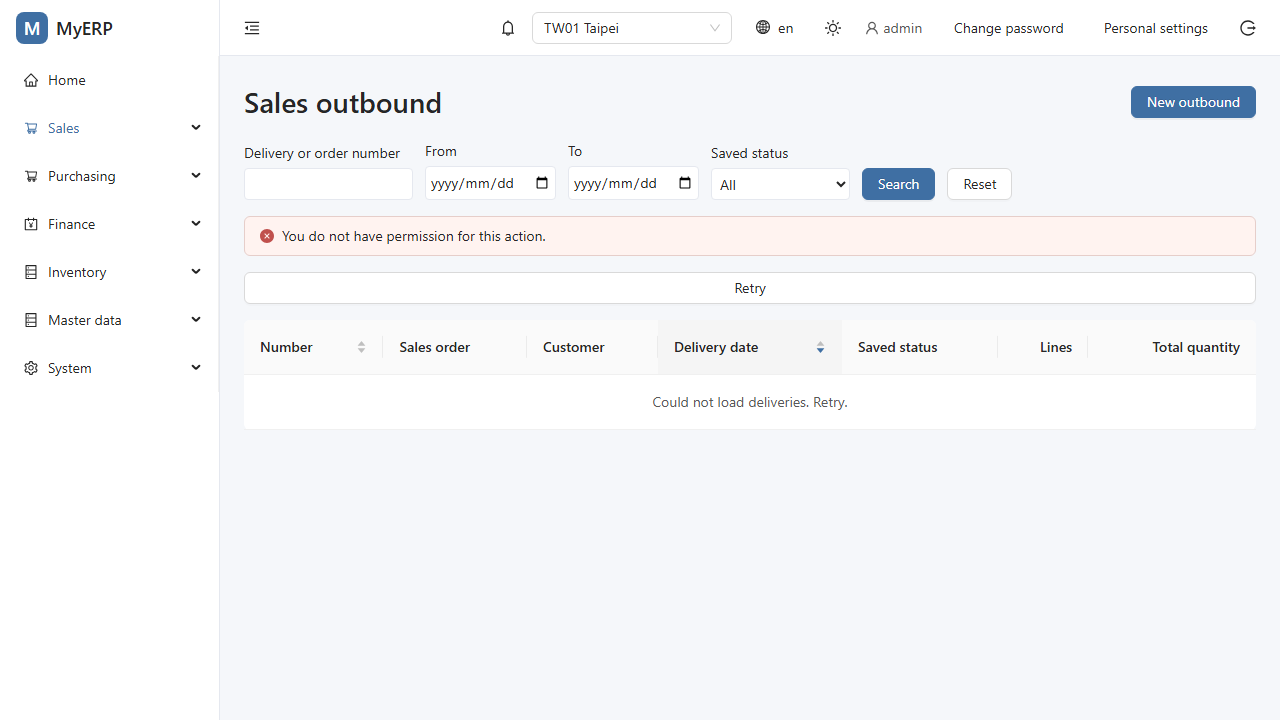 M MyERP
TW01 Taipei
en
admin
Change password
Personal settings
Home
Sales
Purchasing
Finance
Inventory
Master data
System
Sales outbound
New outbound
Delivery or order number
From
To
Saved status
yyyy/mm/dd
yyyy/mm/dd
All
Search
Reset
You do not have permission for this action.
Retry
Number Sales order Customer Delivery date Saved status Lines Total quantity
Could not load deliveries. Retry.